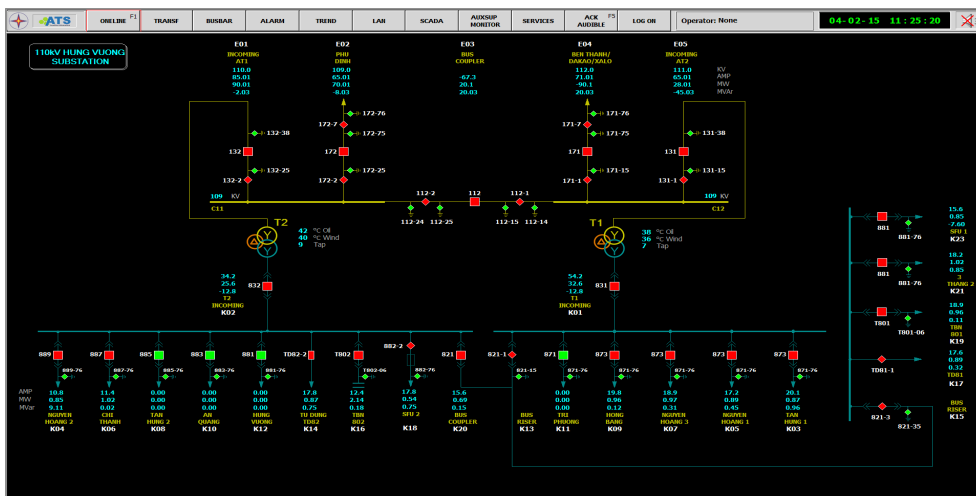 ATS
ONELINE F1
TRANSF
BUSBAR
ALARM
TREND
LAN
SCADA
AUXSUP MONITOR
SERVICES
ACK AUDIBLE F5
LOG ON
Operator: None
04-02-15 11:25:20
110kV HUNG VUONG
SUBSTATION
E01
INCOMING
AT1
110.0
85.01
90.01
-2.03
E02
PHU
DINH
109.0
65.01
70.01
-8.03
E03
BUS
COUPLER
-67.3
20.1
20.03
E04
BEN THANH/
DAKAO/XALO
112.0
71.01
-90.1
20.03
E05
INCOMING
AT2
111.0
65.01
28.01
-45.03
KV
AMP
MW
MVAr
132-38
132
132-25
132-2
172-76
172-7
172-75
172
172-25
172-2
171-76
171-7
171-75
171
171-15
171-1
131-38
131
131-15
131-1
109 KV
C11
112-2
112
112-1
112-24
112-25
112-15
112-14
109 KV
C12
T2
42 °C Oil
40 °C Wind
9 Tap
T1
38 °C Oil
36 °C Wind
7 Tap
34.2
25.6
-12.8
T2
INCOMING
K02
832
54.2
32.6
-12.8
T1
INCOMING
K01
831
889
889-76
887
887-76
885
885-76
883
883-76
881
881-76
TD82-2
T802
T802-06
882-2
882-76
821
821-1
821-15
871
871-76
873
871-76
873
871-76
873
871-76
873
871-76
AMP
MW
MVar
10.8
0.85
9.11
NGUYEN
HOANG 2
K04
11.4
1.02
0.02
CHI
THANH
K06
0.00
0.00
0.00
TAN
HUNG 2
K08
0.00
0.00
0.00
AN
QUANG
K10
0.00
0.00
0.00
HUNG
VUONG
K12
17.8
0.87
0.75
TU DUNG
TD82
K14
12.4
2.14
0.18
TBN
802
K16
17.8
0.54
0.75
SFU 2
K18
15.6
0.69
0.15
BUS
COUPLER
K20
BUS
RISER
K13
0.00
0.00
0.00
TRI
PHUONG
K11
19.8
0.96
0.12
HONG
BANG
K09
18.9
0.97
0.31
NGUYEN
HOANG 3
K07
17.2
0.89
0.45
NGUYEN
HOANG 1
K05
20.1
0.87
0.96
TAN
HUNG 1
K03
881
881-76
15.6
0.85
-7.60
SFU 1
K23
881
881-76
18.2
1.02
0.85
3
THANG 2
K21
T801
T801-06
18.9
0.96
0.11
TBN
801
K19
TD81-1
17.6
0.89
0.32
TDB1
K17
821-3
821-35
BUS
RISER
K15